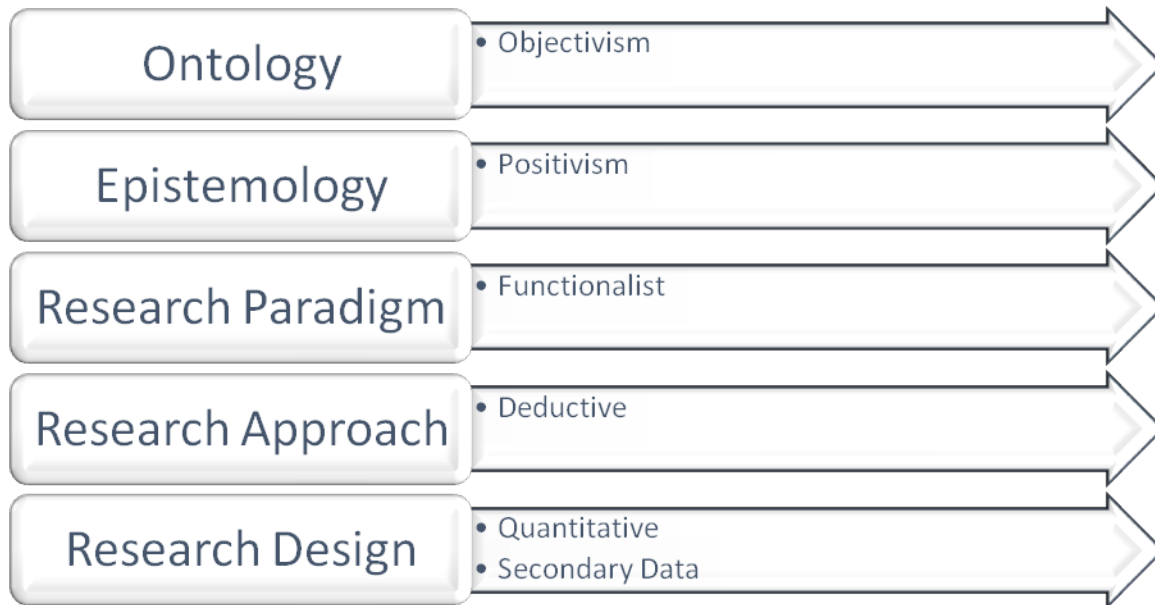 Ontology
• Objectivism
Epistemology
• Positivism
Research Paradigm
• Functionalist
Research Approach
• Deductive
Research Design
• Quantitative
• Secondary Data